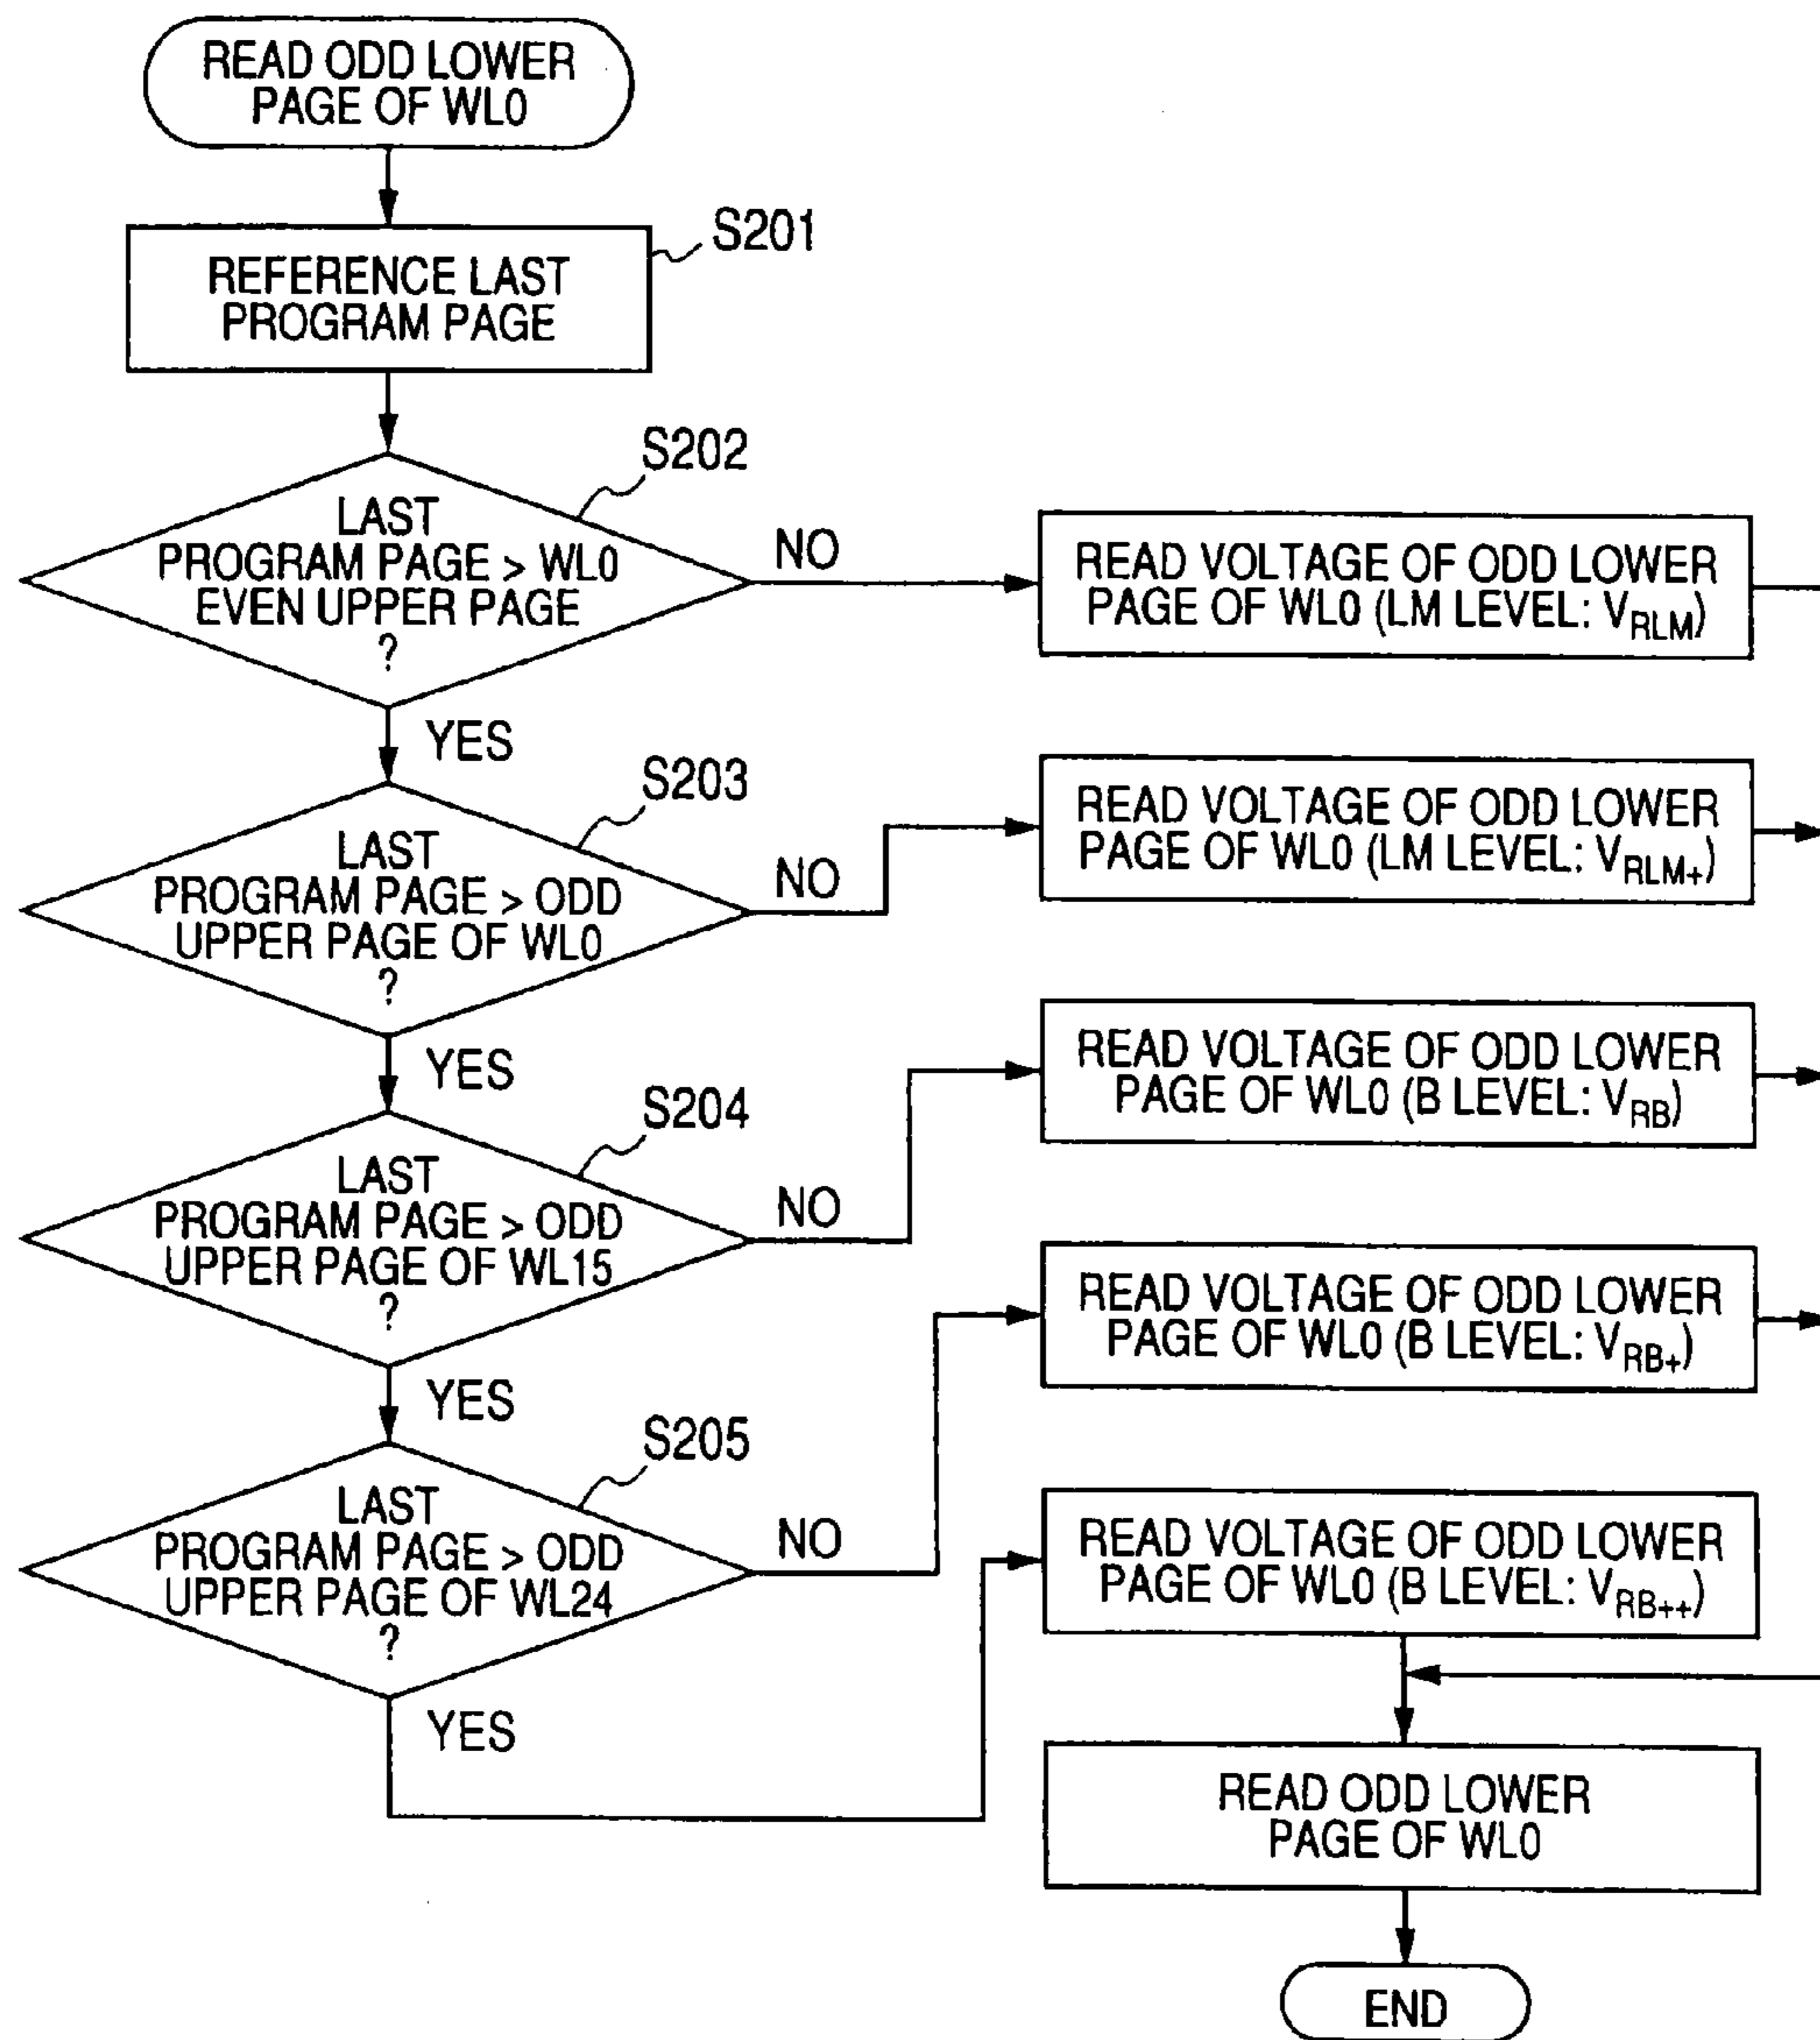 READ ODD LOWER
PAGE OF WL0
S201
REFERENCE LAST
PROGRAM PAGE
S202
LAST
PROGRAM PAGE > WL0
EVEN UPPER PAGE
?
NO
READ VOLTAGE OF ODD LOWER
PAGE OF WL0 (LM LEVEL: VRLM)
YES
S203
LAST
PROGRAM PAGE > ODD
UPPER PAGE OF WL0
?
NO
READ VOLTAGE OF ODD LOWER
PAGE OF WL0 (LM LEVEL: VRLM+)
YES
S204
LAST
PROGRAM PAGE > ODD
UPPER PAGE OF WL15
?
NO
READ VOLTAGE OF ODD LOWER
PAGE OF WL0 (B LEVEL: VRB)
YES
S205
LAST
PROGRAM PAGE > ODD
UPPER PAGE OF WL24
?
NO
READ VOLTAGE OF ODD LOWER
PAGE OF WL0 (B LEVEL: VRB+)
YES
READ VOLTAGE OF ODD LOWER
PAGE OF WL0 (B LEVEL: VRB++)
READ ODD LOWER
PAGE OF WL0
END